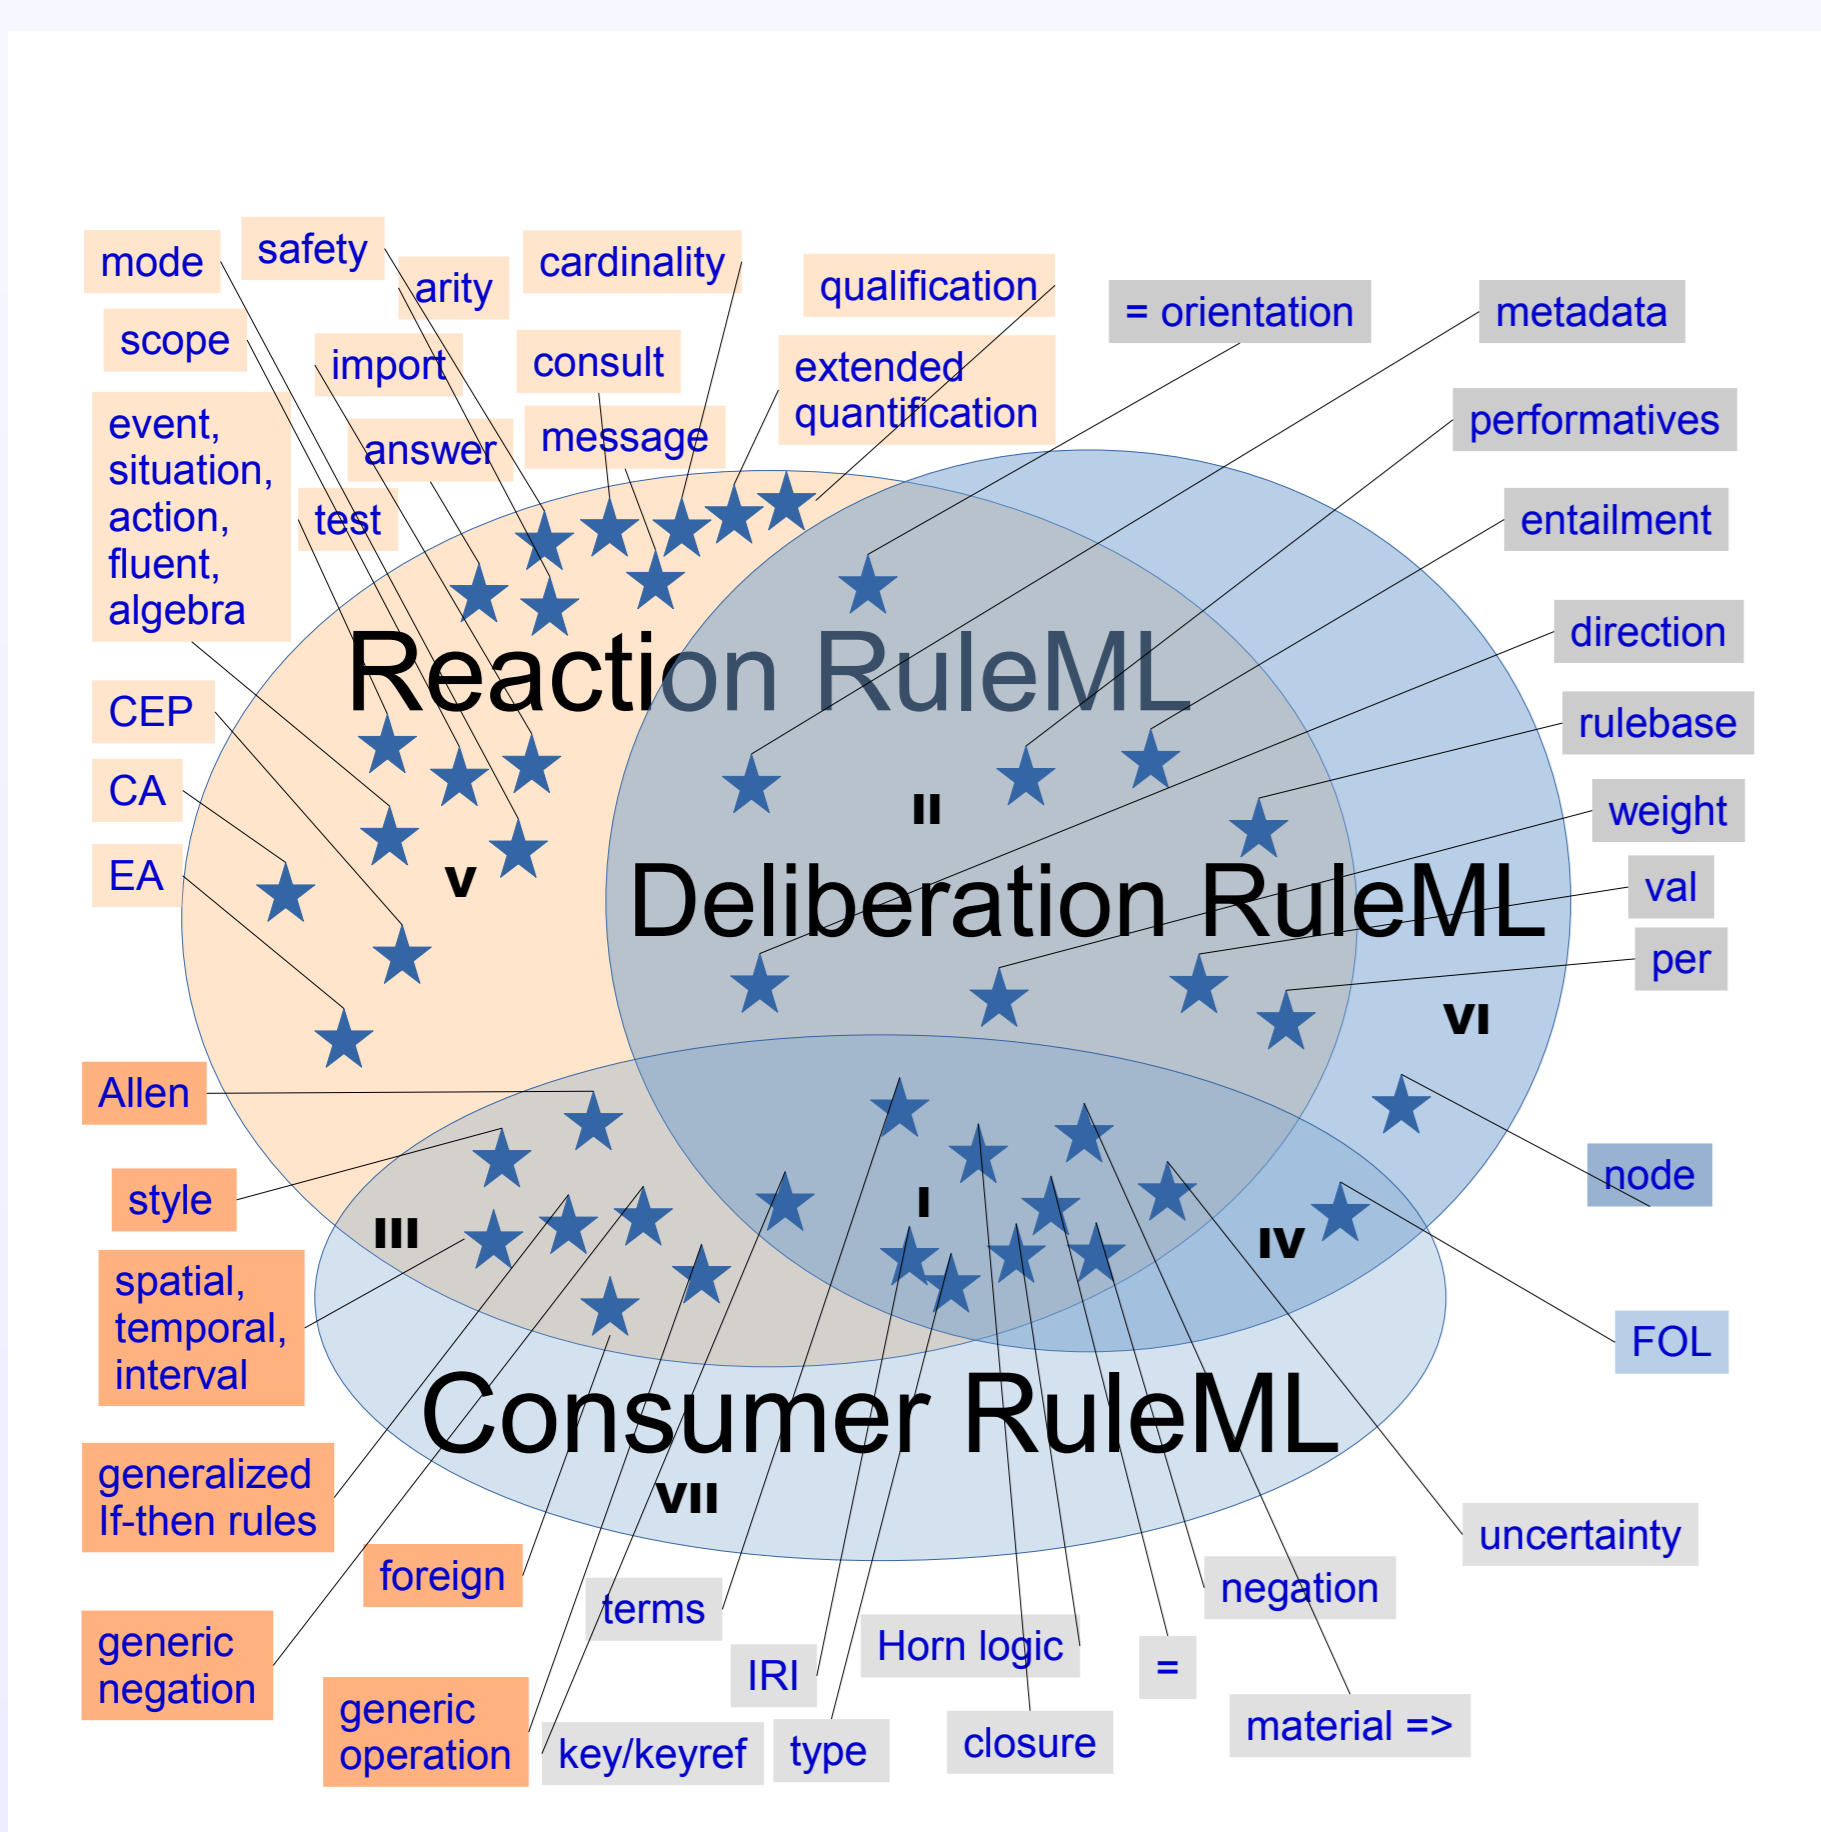 mode
safety
arity
cardinality
qualification
= orientation
metadata
scope
import
consult
extended
quantification
performatives
event,
situation,
action,
fluent,
algebra
answer
message
test
entailment
Reaction RuleML
direction
CEP
rulebase
CA
II
weight
EA
V
Deliberation RuleML
val
per
VI
Allen
style
III
I
IV
node
spatial,
temporal,
interval
FOL
Consumer RuleML
VII
generalized
If-then rules
uncertainty
foreign
terms
negation
generic
negation
IRI
Horn logic
=
generic
operation
key/keyref
type
closure
material =>